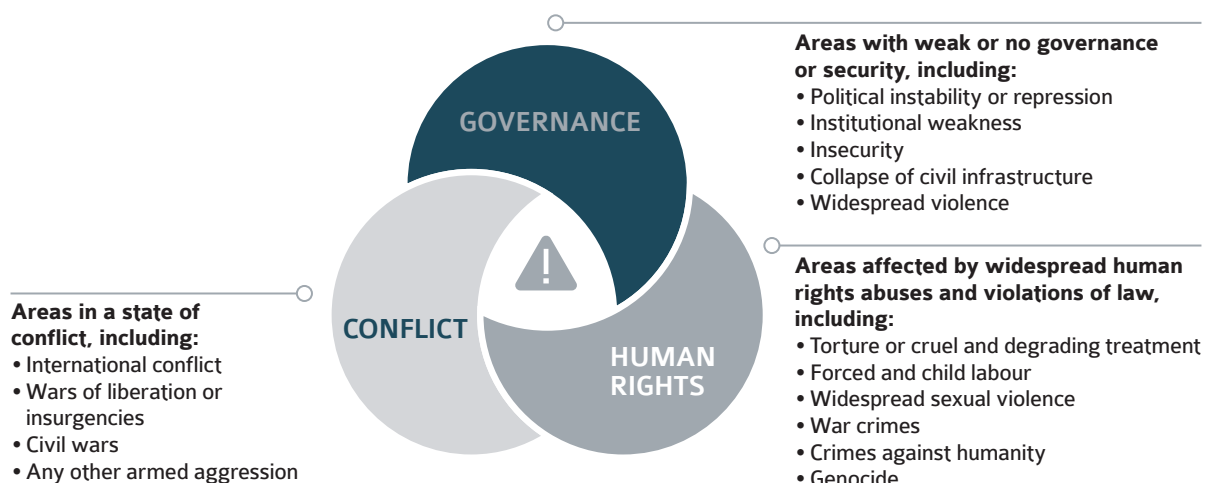 Areas with weak or no governance
or security, including:
• Political instability or repression
• Institutional weakness
• Insecurity
• Collapse of civil infrastructure
• Widespread violence
GOVERNANCE
Areas affected by widespread human
rights abuses and violations of law,
including:
• Torture or cruel and degrading treatment
• Forced and child labour
• Widespread sexual violence
• War crimes
• Crimes against humanity
• Genocide
HUMAN
RIGHTS
CONFLICT
Areas in a state of
conflict, including:
• International conflict
• Wars of liberation or
insurgencies
• Civil wars
• Any other armed aggression
!